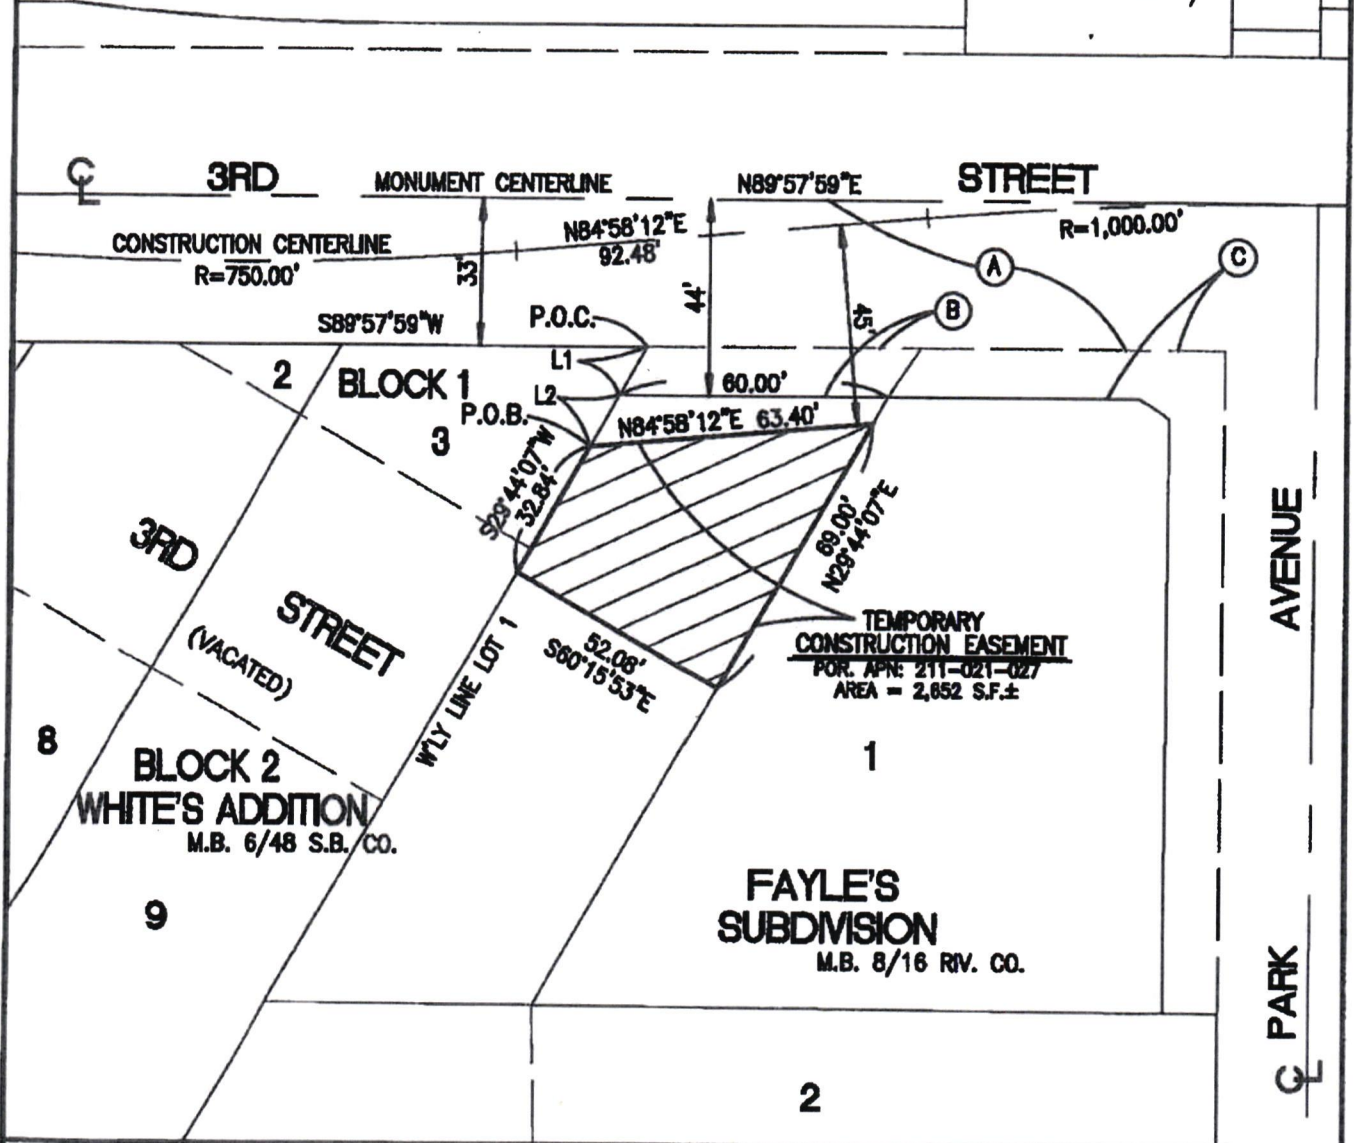 ℄
3RD
MONUMENT CENTERLINE
N89°57'59"E
STREET
CONSTRUCTION CENTERLINE
R=750.00'
33'
N84°58'12"E
92.48'
44'
R=1,000.00'
A
C
B
45'
S89°57'59"W
P.O.C.
L1
2
BLOCK 1
L2
60.00'
P.O.B.
3
N84°58'12"E 63.40'
S29°44'07"W
32.84'
69.00'
N29°44'07"E
3RD
STREET
(VACATED)
W'LY LINE LOT 1
52.08'
S60°15'53"E
TEMPORARY
CONSTRUCTION EASEMENT
POR. APN: 211-021-027
AREA = 2,652 S.F.±
8
BLOCK 2
WHITE'S ADDITION
M.B. 6/48 S.B. CO.
1
9
FAYLE'S
SUBDIVISION
M.B. 8/16 RIV. CO.
2
AVENUE
PARK
℄